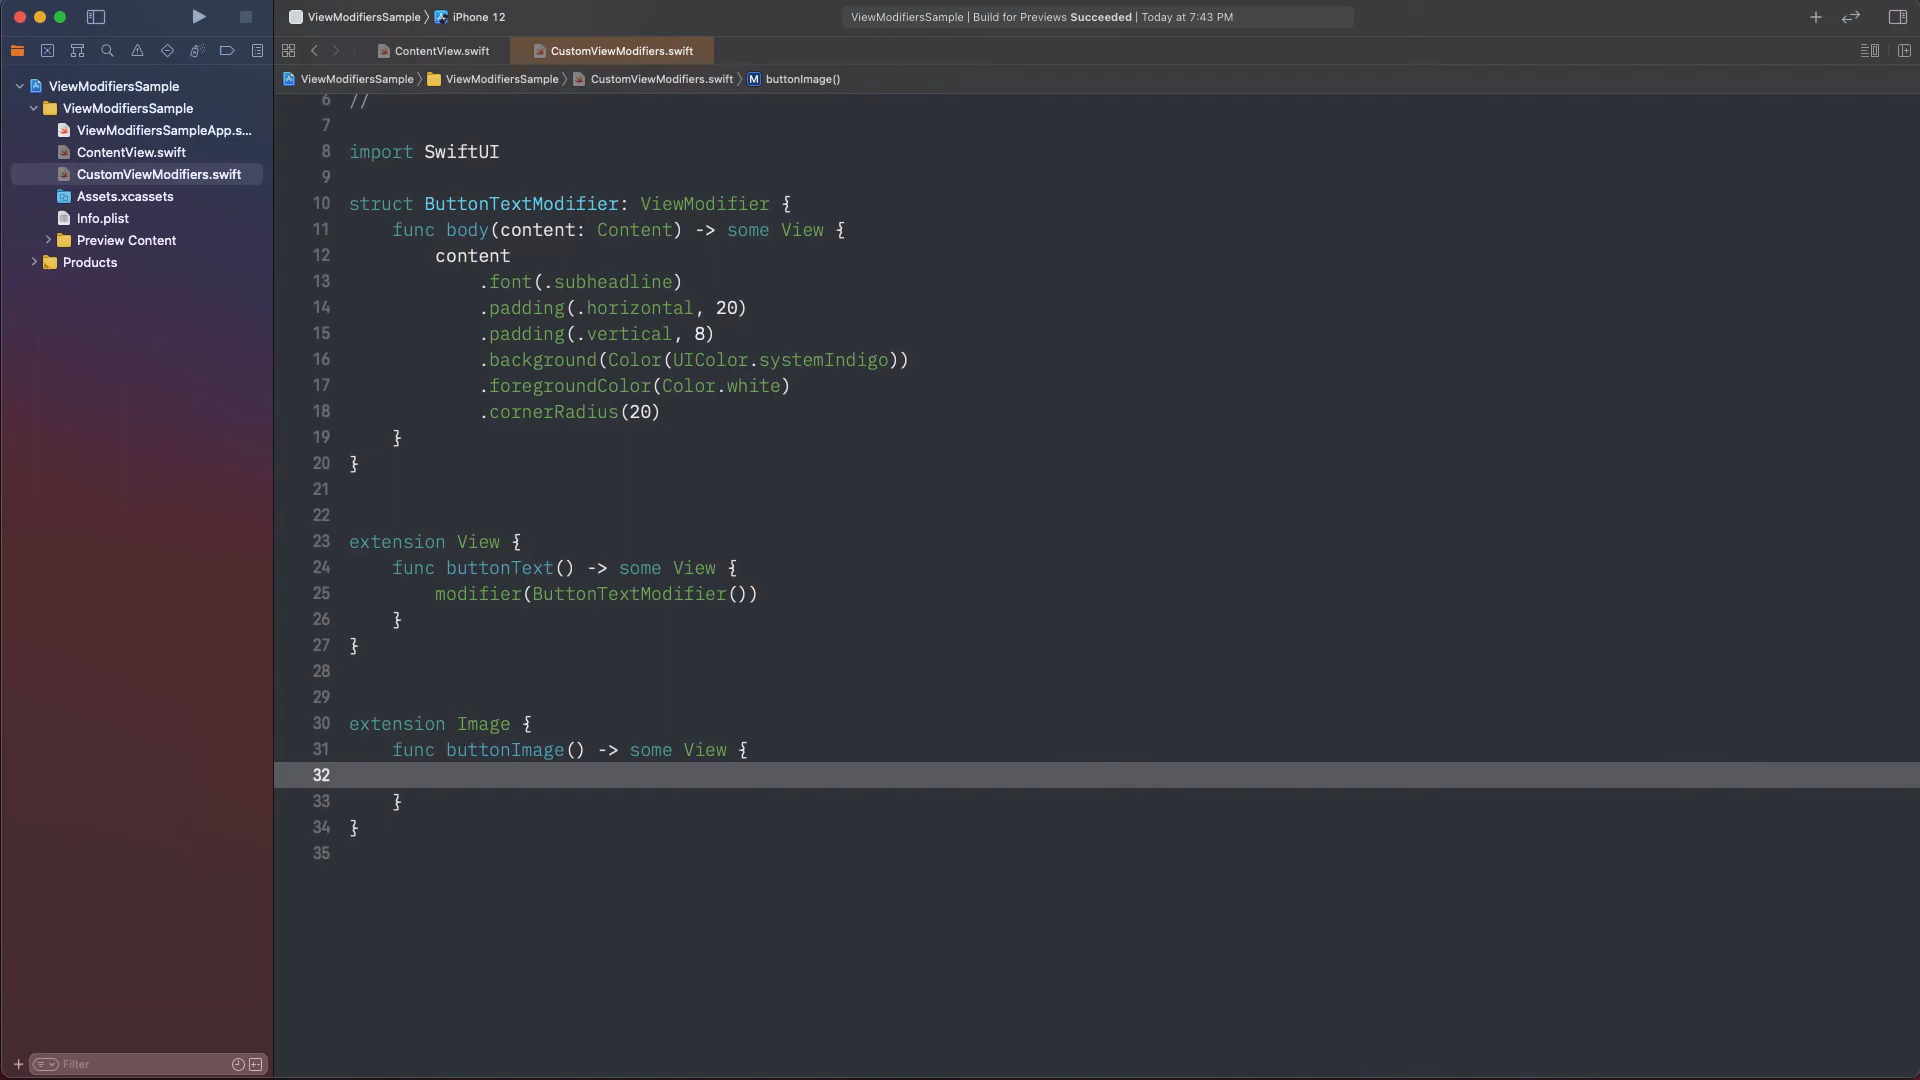 ViewModifiersSample 〉 iPhone 12
ViewModifiersSample | Build for Previews Succeeded | Today at 7:43 PM
ContentView.swift
CustomViewModifiers.swift
ViewModifiersSample 〉 ViewModifiersSample 〉 CustomViewModifiers.swift 〉 M buttonImage()
ViewModifiersSample
ViewModifiersSample
ViewModifiersSampleApp.s...
ContentView.swift
CustomViewModifiers.swift
Assets.xcassets
Info.plist
Preview Content
Products
Filter
6 //
7
8 import SwiftUI
9
10 struct ButtonTextModifier: ViewModifier {
11     func body(content: Content) -> some View {
12         content
13             .font(.subheadline)
14             .padding(.horizontal, 20)
15             .padding(.vertical, 8)
16             .background(Color(UIColor.systemIndigo))
17             .foregroundColor(Color.white)
18             .cornerRadius(20)
19     }
20 }
21
22
23 extension View {
24     func buttonText() -> some View {
25         modifier(ButtonTextModifier())
26     }
27 }
28
29
30 extension Image {
31     func buttonImage() -> some View {
32
33     }
34 }
35